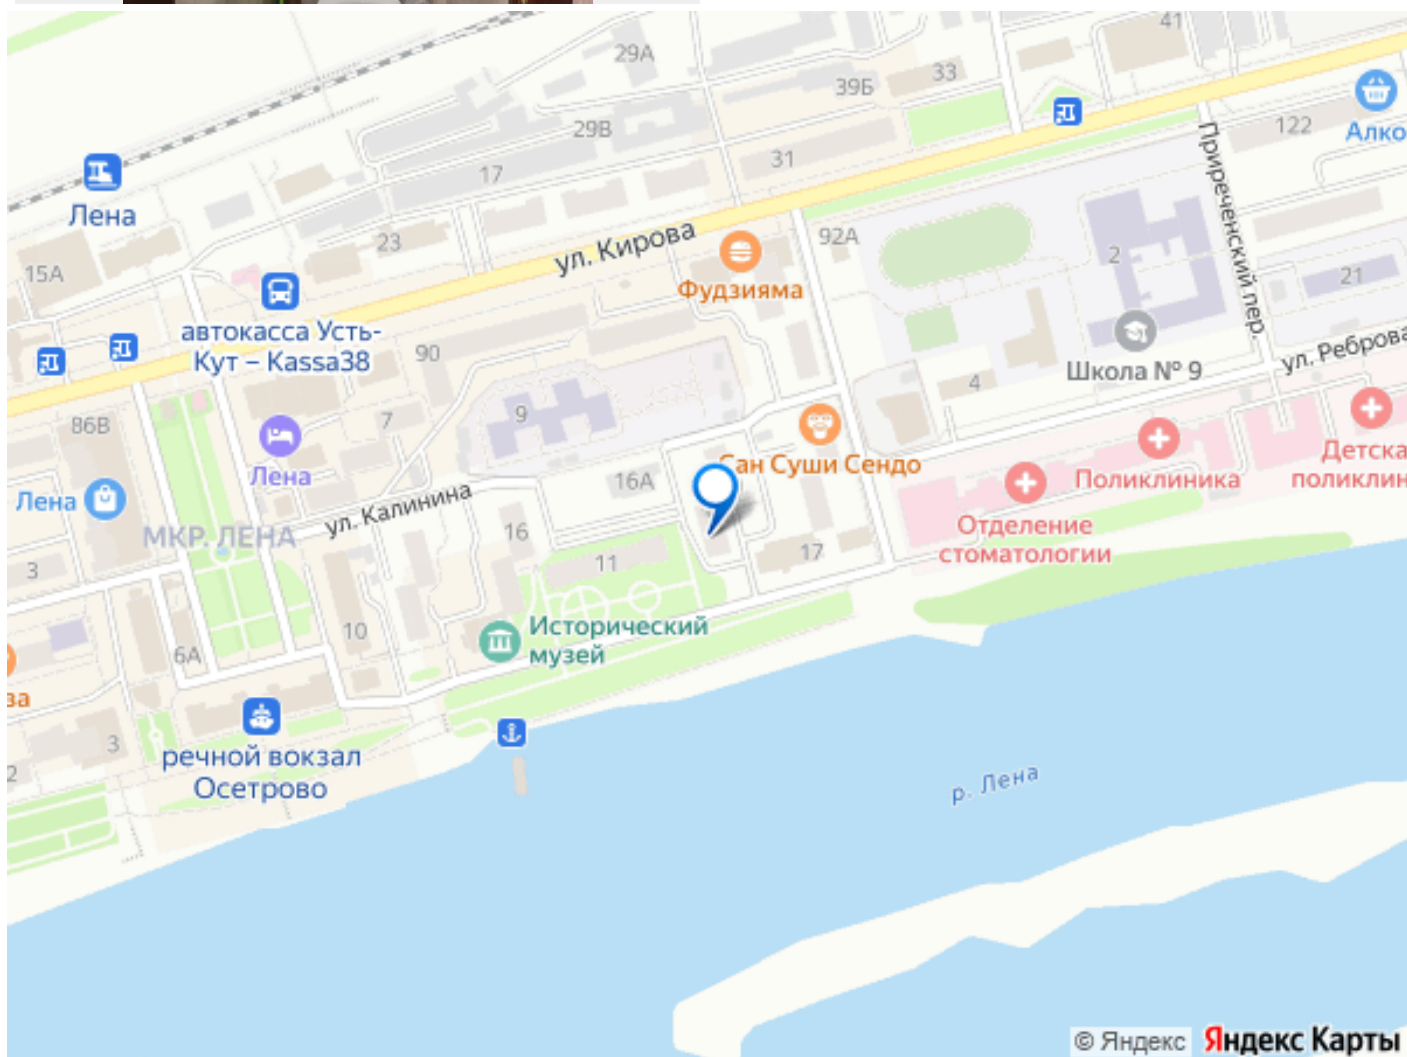 41
29А
33
39Б
29В
122
Алко
31
17
Лена
Приреченский пер.
ул. Кирова
92А
23
2
15А
21
Фудзияма
автокасса Усть-
Кут – Kassa38
90
ул. Реброва
Школа № 9
4
9
7
86В
Детска
поликлин
Сан Суши Сендо
Поликлиника
Лена
16А
Лена
ул. Калинина
МКР. ЛЕНА
16
Отделение
стоматологии
17
11
3
Исторический
музей
10
6А
за
3
речной вокзал
Осетрово
2
р. Лена
© Яндекс Яндекс Карты